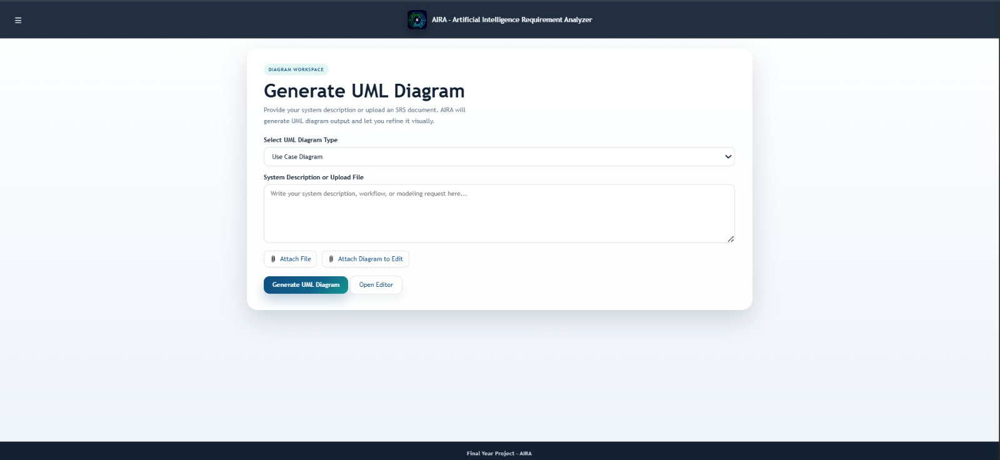 ☰
A
AIRA - Artificial Intelligence Requirement Analyzer
DIAGRAM WORKSPACE
Generate UML Diagram
Provide your system description or upload an SRS document. AIRA will
generate UML diagram output and let you refine it visually.
Select UML Diagram Type
Use Case Diagram
System Description or Upload File
Write your system description, workflow, or modeling request here...
Attach File
Attach Diagram to Edit
Generate UML Diagram
Open Editor
Final Year Project - AIRA